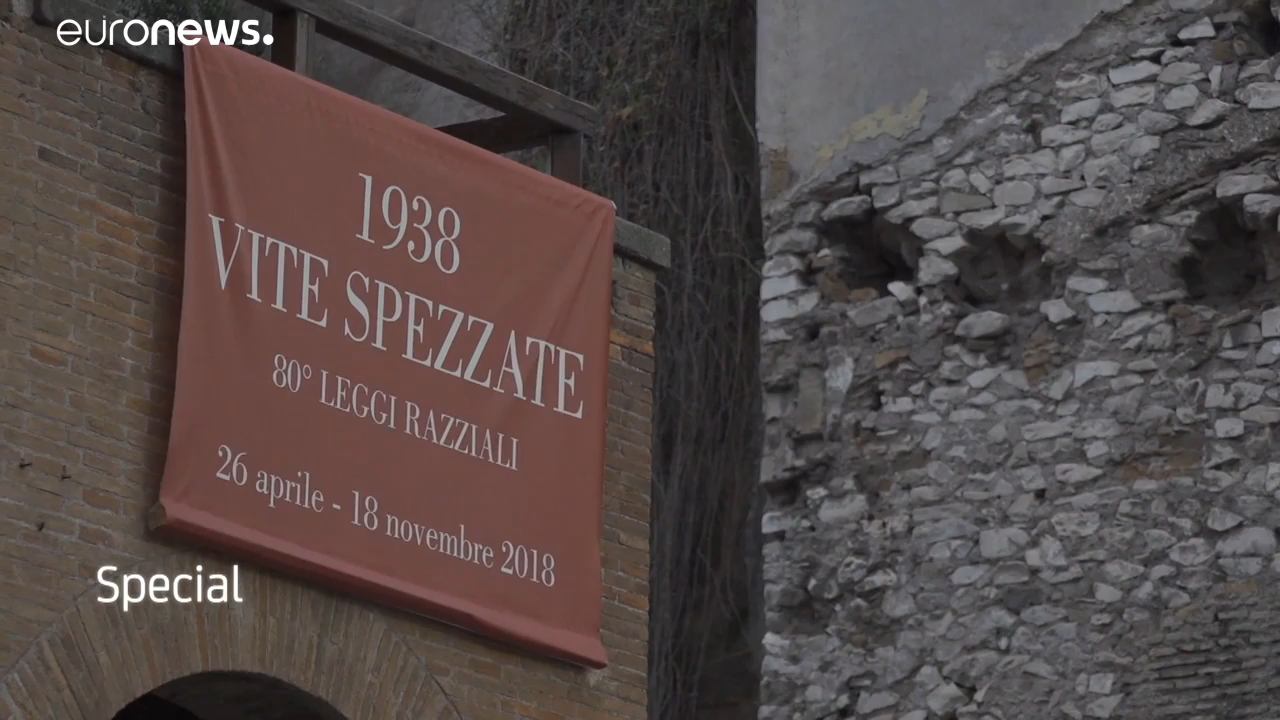 euronews.
1938
VITE SPEZZATE
80° LEGGI RAZZIALI
26 aprile - 18 novembre 2018
Special